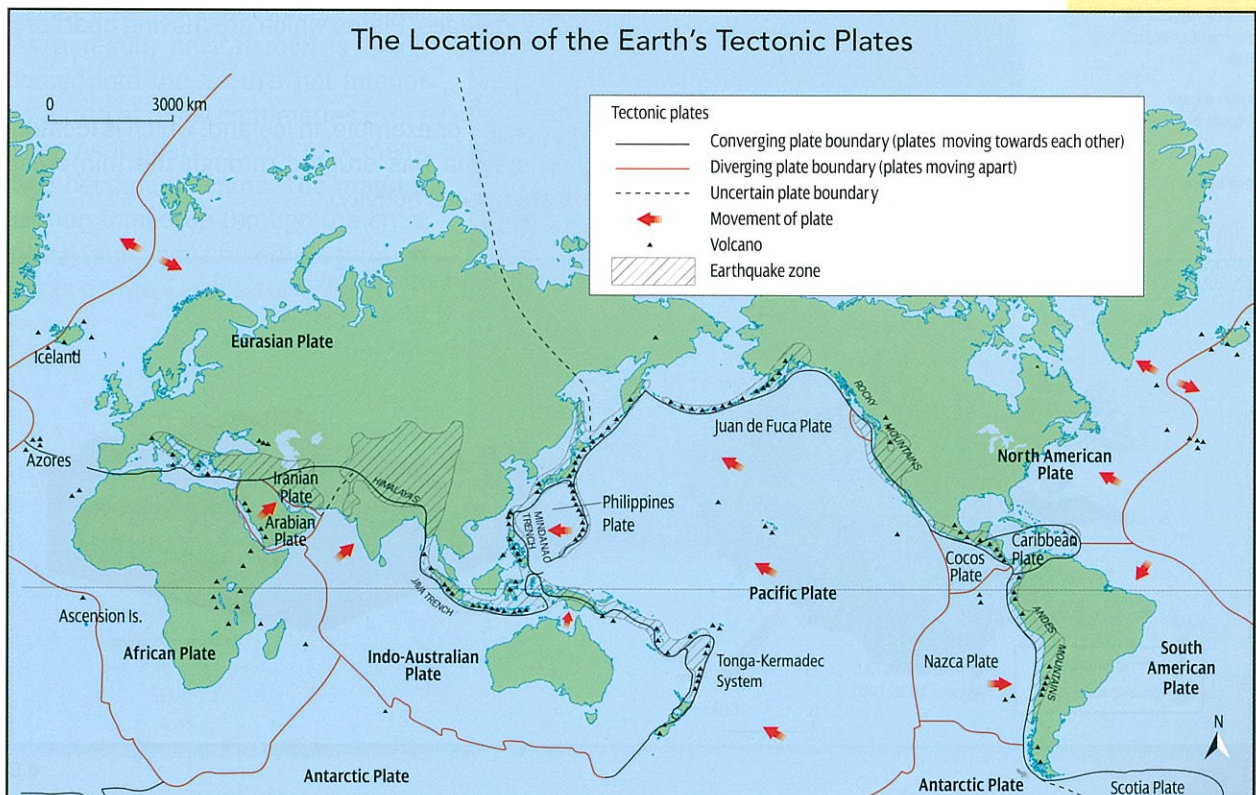 The Location of the Earth's Tectonic Plates
0 3000 km
Tectonic plates
Converging plate boundary (plates moving towards each other)
Diverging plate boundary (plates moving apart)
Uncertain plate boundary
Movement of plate
Volcano
Earthquake zone
Iceland
Eurasian Plate
Azores
Iranian
Plate
Arabian
Plate
HIMALAYAS
MINDANAO
TRENCH
Philippines
Plate
Juan de Fuca Plate
ROCKY
MOUNTAINS
North American
Plate
Cocos
Plate
Caribbean
Plate
JAVA TRENCH
Pacific Plate
Ascension Is.
African Plate
Indo-Australian
Plate
Tonga-Kermadec
System
Nazca Plate
ANDES
MOUNTAINS
South
American
Plate
N
Antarctic Plate
Antarctic Plate
Scotia Plate